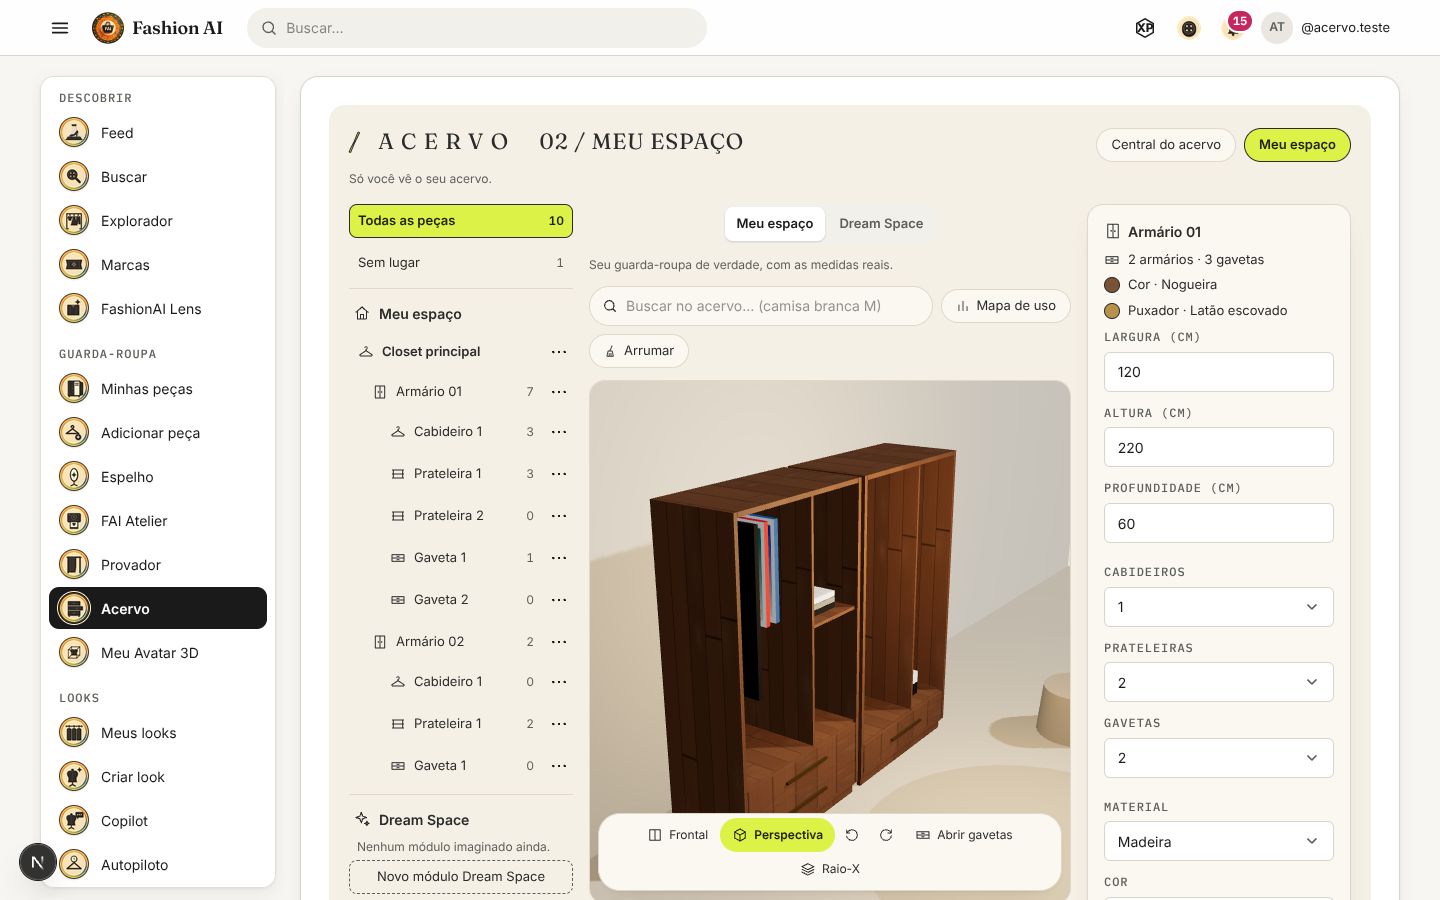 Fashion AI
Buscar...
XP
15
AT
@acervo.teste
DESCOBRIR
Feed
Buscar
Explorador
Marcas
FashionAI Lens
GUARDA-ROUPA
Minhas peças
Adicionar peça
Espelho
FAI Atelier
Provador
Acervo
Meu Avatar 3D
LOOKS
Meus looks
Criar look
Copilot
Autopiloto
N
/ ACERVO 02 / MEU ESPAÇO
Só você vê o seu acervo.
Central do acervo
Meu espaço
Todas as peças 10
Sem lugar 1
Meu espaço
Closet principal ...
Armário 01 7 ...
Cabideiro 1 3 ...
Prateleira 1 3 ...
Prateleira 2 0 ...
Gaveta 1 1 ...
Gaveta 2 0 ...
Armário 02 2 ...
Cabideiro 1 0 ...
Prateleira 1 2 ...
Gaveta 1 0 ...
Dream Space
Nenhum módulo imaginado ainda.
Novo módulo Dream Space
Meu espaço
Dream Space
Seu guarda-roupa de verdade, com as medidas reais.
Buscar no acervo... (camisa branca M)
Mapa de uso
Arrumar
Frontal
Perspectiva
Abrir gavetas
Raio-X
Armário 01
2 armários · 3 gavetas
Cor · Nogueira
Puxador · Latão escovado
LARGURA (CM)
120
ALTURA (CM)
220
PROFUNDIDADE (CM)
60
CABIDEIROS
1
PRATELEIRAS
2
GAVETAS
2
MATERIAL
Madeira
COR